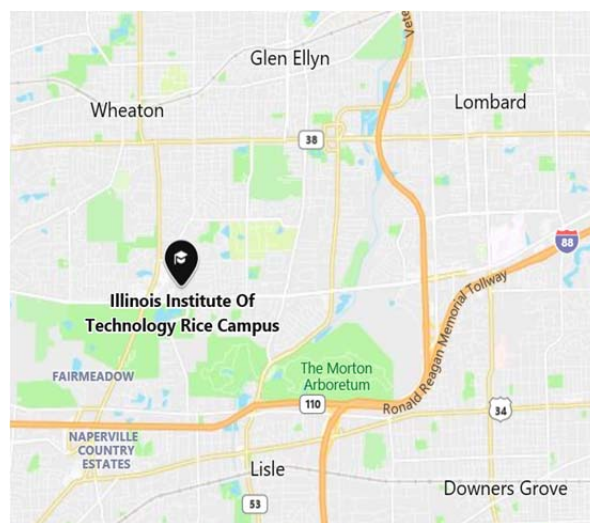 Glen Ellyn
Vete
Wheaton
Lombard
38
88
Illinois Institute Of
Technology Rice Campus
Ronald Reagan Memorial Tollway
The Morton
Arboretum
FAIRMEADOW
110
34
NAPERVILLE
COUNTRY
ESTATES
Lisle
Downers Grove
53